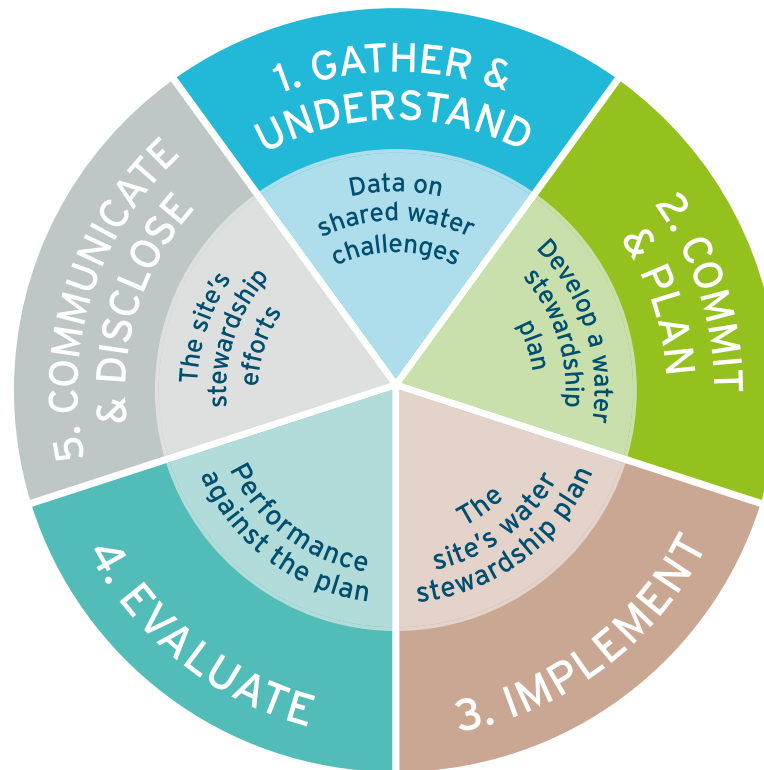 1. GATHER &
UNDERSTAND
Data on
shared water
challenges
2. COMMIT
& PLAN
Develop a water
stewardship
plan
3. IMPLEMENT
The
site's water
stewardship plan
4. EVALUATE
Performance
against the plan
5. COMMUNICATE
& DISCLOSE
The site's
stewardship
efforts